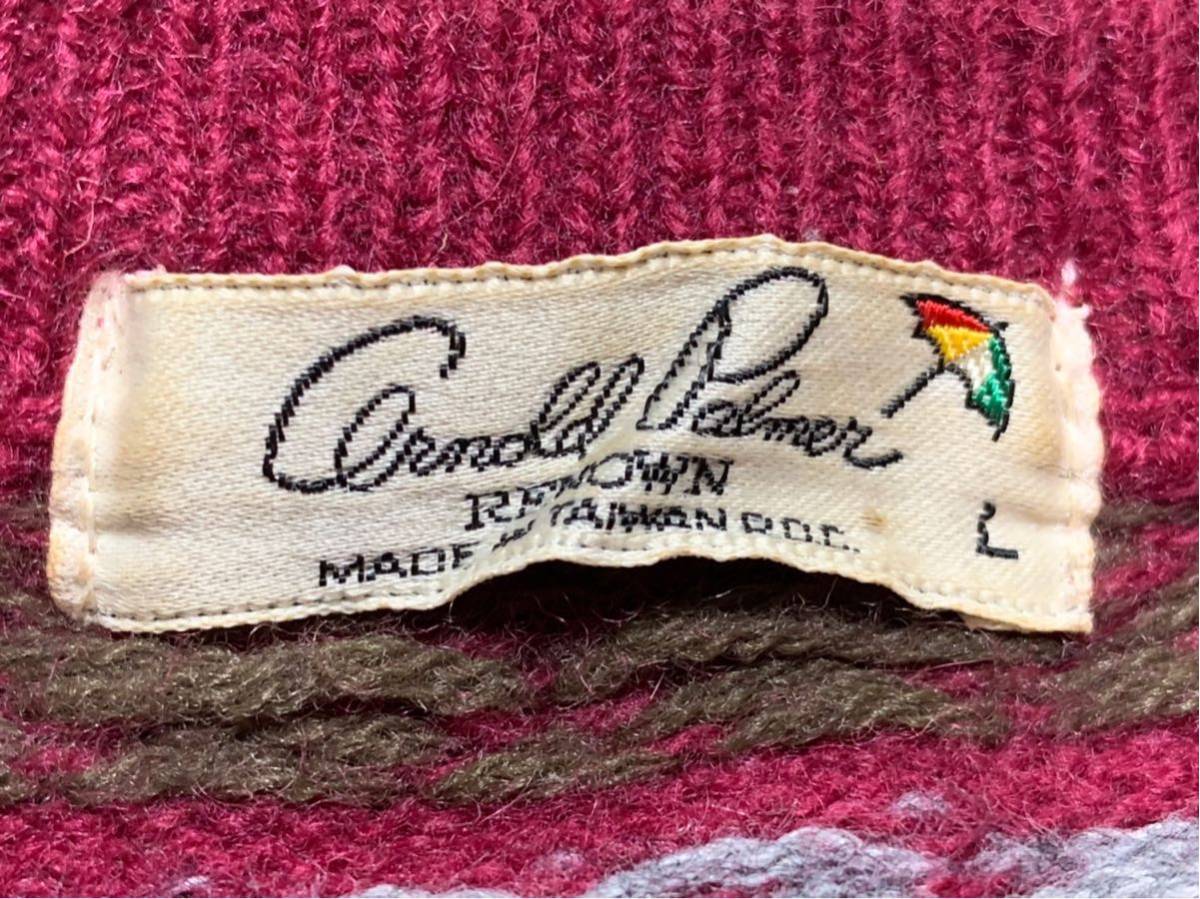 Arnold Palmer
RENOWN
MADE IN TAIWAN R.O.C.
L